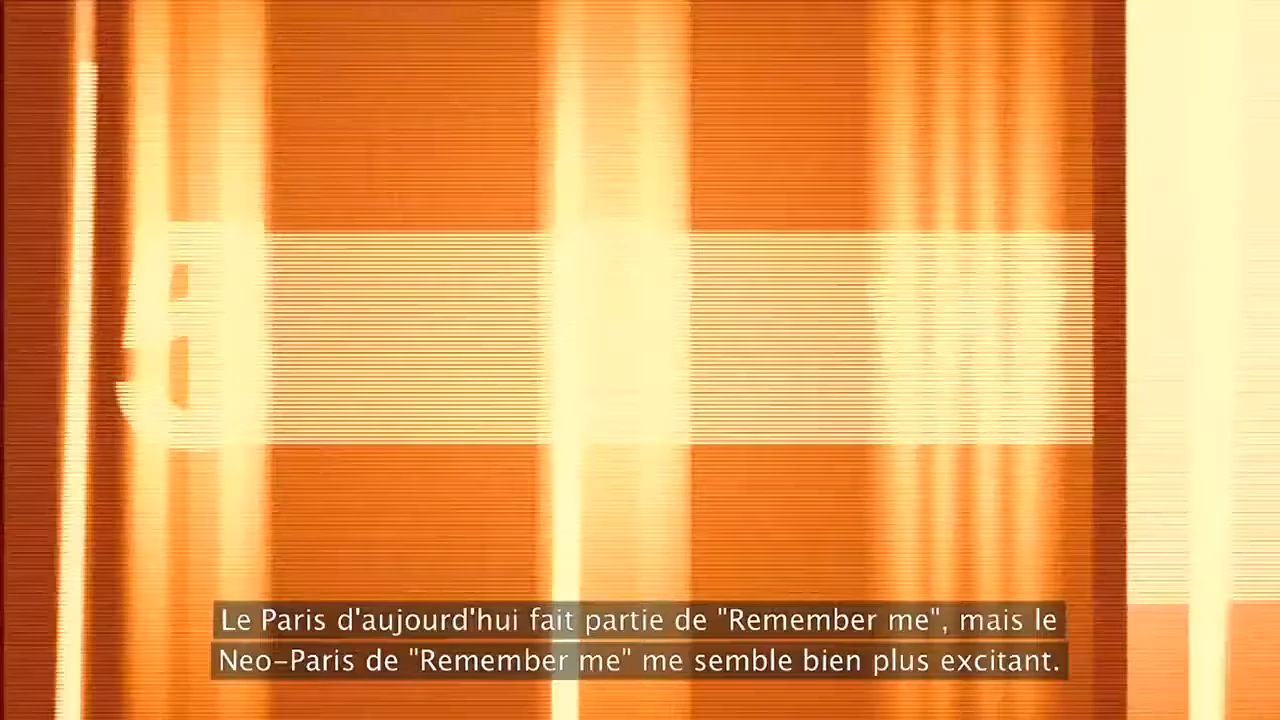 Le Paris d'aujourd'hui fait partie de "Remember me", mais le
Neo-Paris de "Remember me" me semble bien plus excitant.